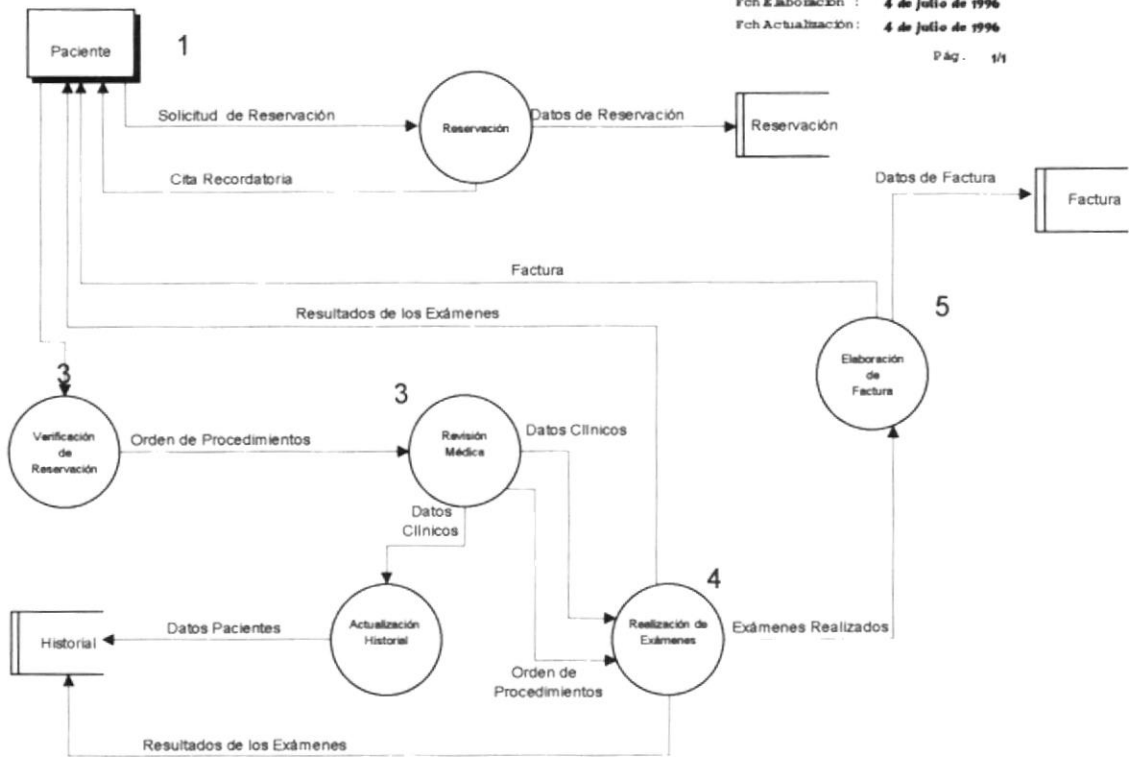 Fch Elaboración : 4 de julio de 1996
Fch Actualización: 4 de julio de 1996
Pág. 1/1
Paciente
1
Solicitud de Reservación
Reservación
Datos de Reservación
Reservación
Cita Recordatoria
Datos de Factura
Factura
Factura
Resultados de los Exámenes
5
Elaboración
de
Factura
3
Verificación
de
Reservación
Orden de Procedimientos
3
Revisión
Médica
Datos Clínicos
Datos
Clínicos
4
Historial
Datos Pacientes
Actualización
Historial
Realización de
Exámenes
Exámenes Realizados
Orden de
Procedimientos
Resultados de los Exámenes